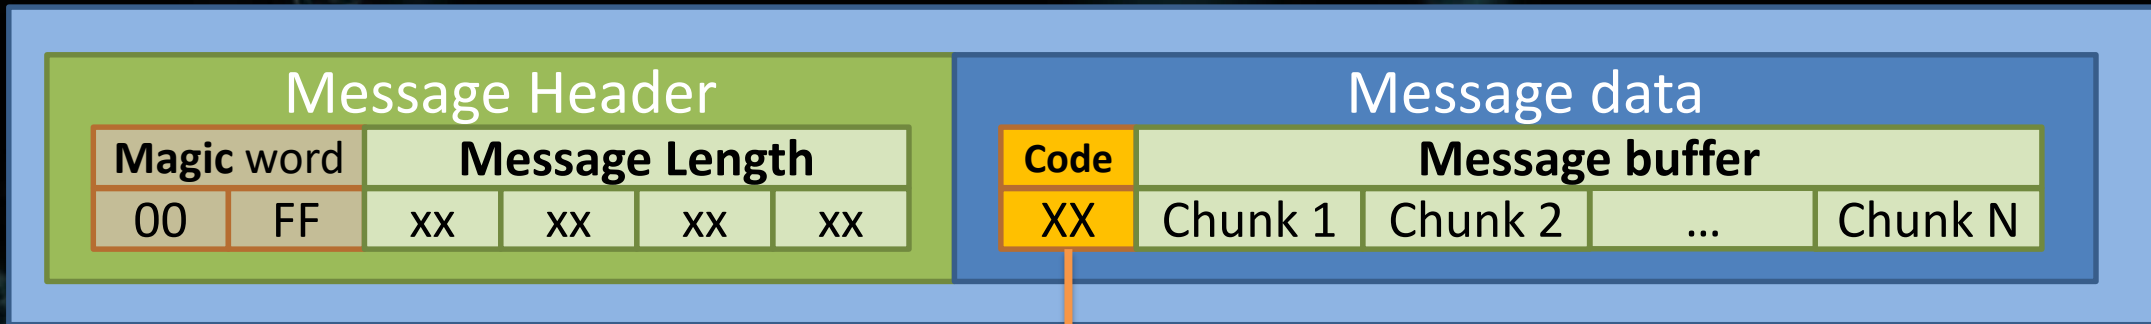 Message Header Message data
Magic word Message Length Code Message buffer
00 FF xx xx xx xx XX Chunk 1 Chunk 2 ... Chunk N